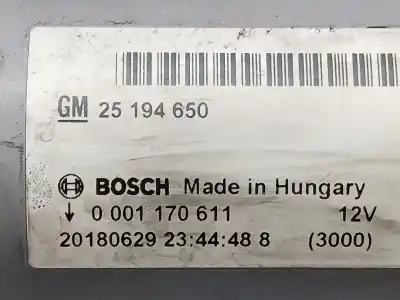 GM 25 194 650
BOSCH Made in Hungary
↓ 0 001 170 611 12V
20180629 23:44:48 8 (3000)